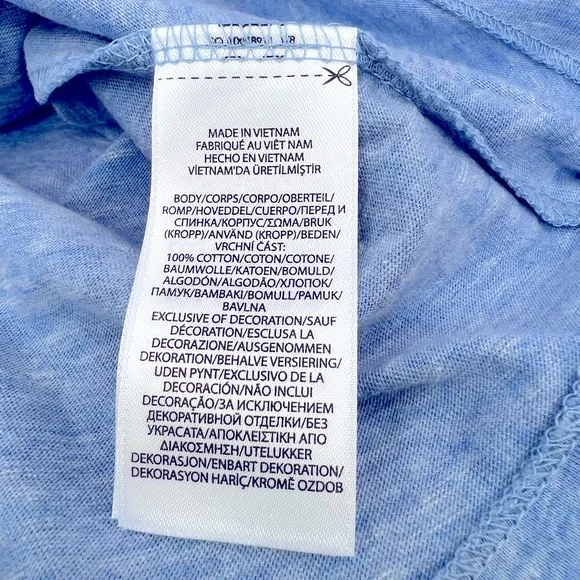 MADE IN VIETNAM
FABRIQUÉ AU VIÊT NAM
HECHO EN VIETNAM
VİETNAM'DA ÜRETİLMİŞTİR
BODY/CORPS/CORPO/OBERTEIL/
ROMP/HOVEDDEL/CUERPO/ПЕРЕД И
СПИНКА/КОРПУС/ΣΩΜΑ/BRUK
(KROPP)/ANVÄND (KROPP)/BEDEN/
VRCHNÍ ČÁST:
100% COTTON/COTON/COTONE/
BAUMWOLLE/KATOEN/BOMULD/
ALGODÓN/ALGODÃO/ХЛОПОК/
ПАМУК/ΒΑΜΒΑΚΙ/BOMULL/PAMUK/
BAVLNA
EXCLUSIVE OF DECORATION/SAUF
DÉCORATION/ESCLUSA LA
DECORAZIONE/AUSGENOMMEN
DEKORATION/BEHALVE VERSIERING/
UDEN PYNT/EXCLUSIVO DE LA
DECORACIÓN/NÃO INCLUI
DECORAÇÃO/ЗА ИСКЛЮЧЕНИЕМ
ДЕКОРАТИВНОЙ ОТДЕЛКИ/БЕЗ
УКРАСАТА/ΑΠΟΚΛΕΙΣΤΙΚΗ ΑΠΟ
ΔΙΑΚΟΣΜΗΣΗ/UTELUKKER
DEKORASJON/ENBART DEKORATION/
DEKORASYON HARİÇ/KROMĚ OZDOB